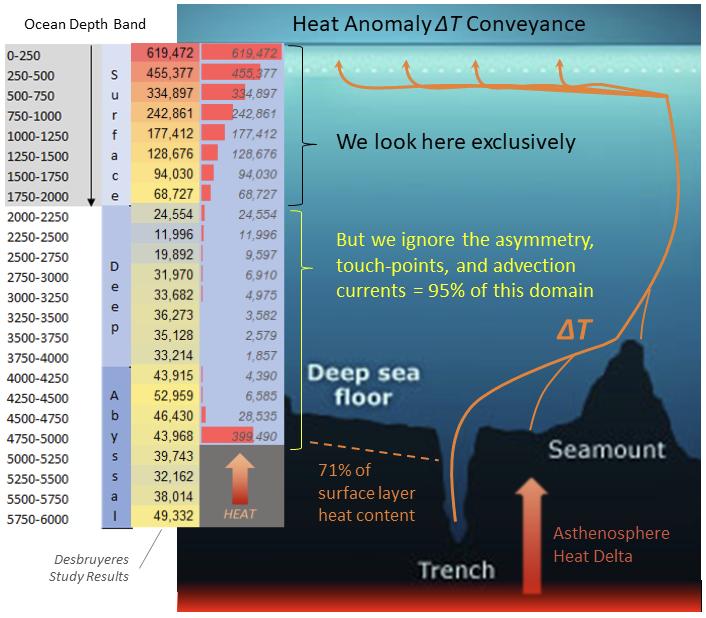 Ocean Depth Band
Heat Anomaly ΔT Conveyance
0-250 619,472 619,472
250-500 S 455,377 455,377
500-750 u 334,897 334,897
750-1000 r 242,861 242,861
1000-1250 f 177,412 177,412
1250-1500 a 128,676 128,676
1500-1750 c 94,030 94,030
1750-2000 e 68,727 68,727
2000-2250 24,554 24,554
2250-2500 11,996 11,996
2500-2750 19,892 9,597
2750-3000 D 31,970 6,910
3000-3250 e 33,682 4,975
3250-3500 e 36,273 3,582
3500-3750 p 35,128 2,579
3750-4000 33,214 1,857
4000-4250 43,915 4,390
4250-4500 A 52,959 6,585
4500-4750 b 46,430 28,535
4750-5000 y 43,968 399,490
5000-5250 s 39,743
5250-5500 s 32,162
5500-5750 a 38,014
5750-6000 l 49,332
HEAT
Desbruyeres
Study Results
We look here exclusively
But we ignore the asymmetry,
touch-points, and advection
currents = 95% of this domain
ΔT
Deep sea
floor
Seamount
71% of
surface layer
heat content
Asthenosphere
Heat Delta
Trench